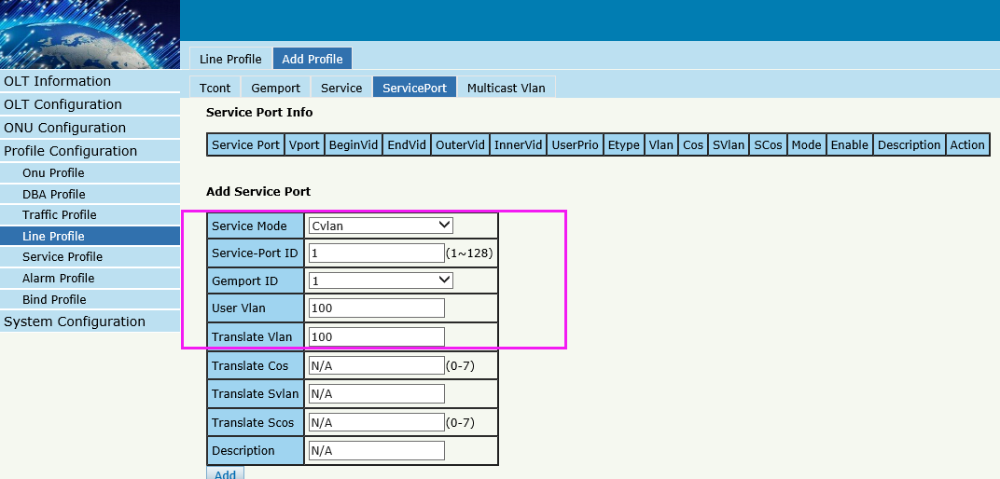 Line Profile Add Profile
Tcont Gemport Service ServicePort Multicast Vlan
OLT Information
OLT Configuration
ONU Configuration
Profile Configuration
Onu Profile
DBA Profile
Traffic Profile
Line Profile
Service Profile
Alarm Profile
Bind Profile
System Configuration
Service Port Info
Service Port Vport BeginVid EndVid OuterVid InnerVid UserPrio Etype Vlan Cos SVlan SCos Mode Enable Description Action
Add Service Port
Service Mode Cvlan
Service-Port ID 1 (1~128)
Gemport ID 1
User Vlan 100
Translate Vlan 100
Translate Cos N/A (0-7)
Translate Svlan N/A
Translate Scos N/A (0-7)
Description N/A
Add